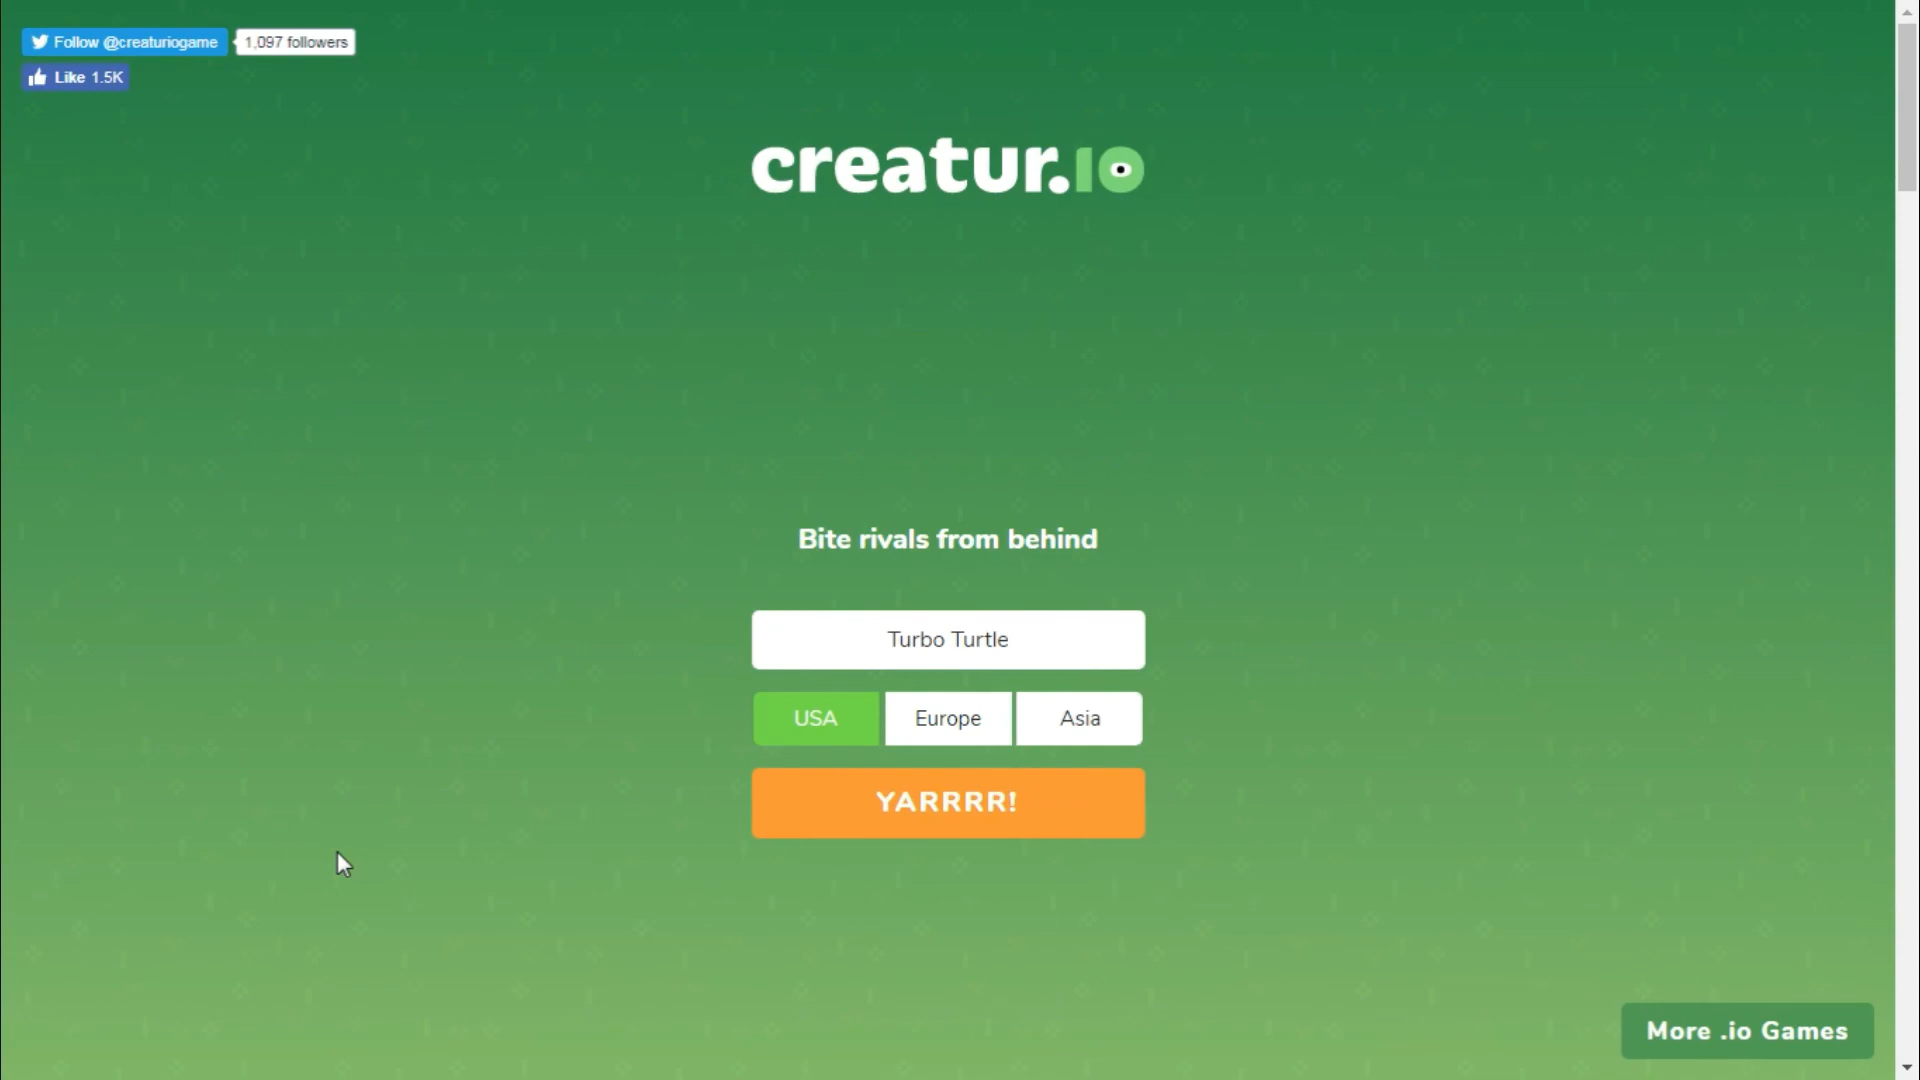 Follow @creaturiogame 1,097 followers
Like 1.5K
creatur.io
Bite rivals from behind
Turbo Turtle
USA Europe Asia
YARRRR!
More .io Games